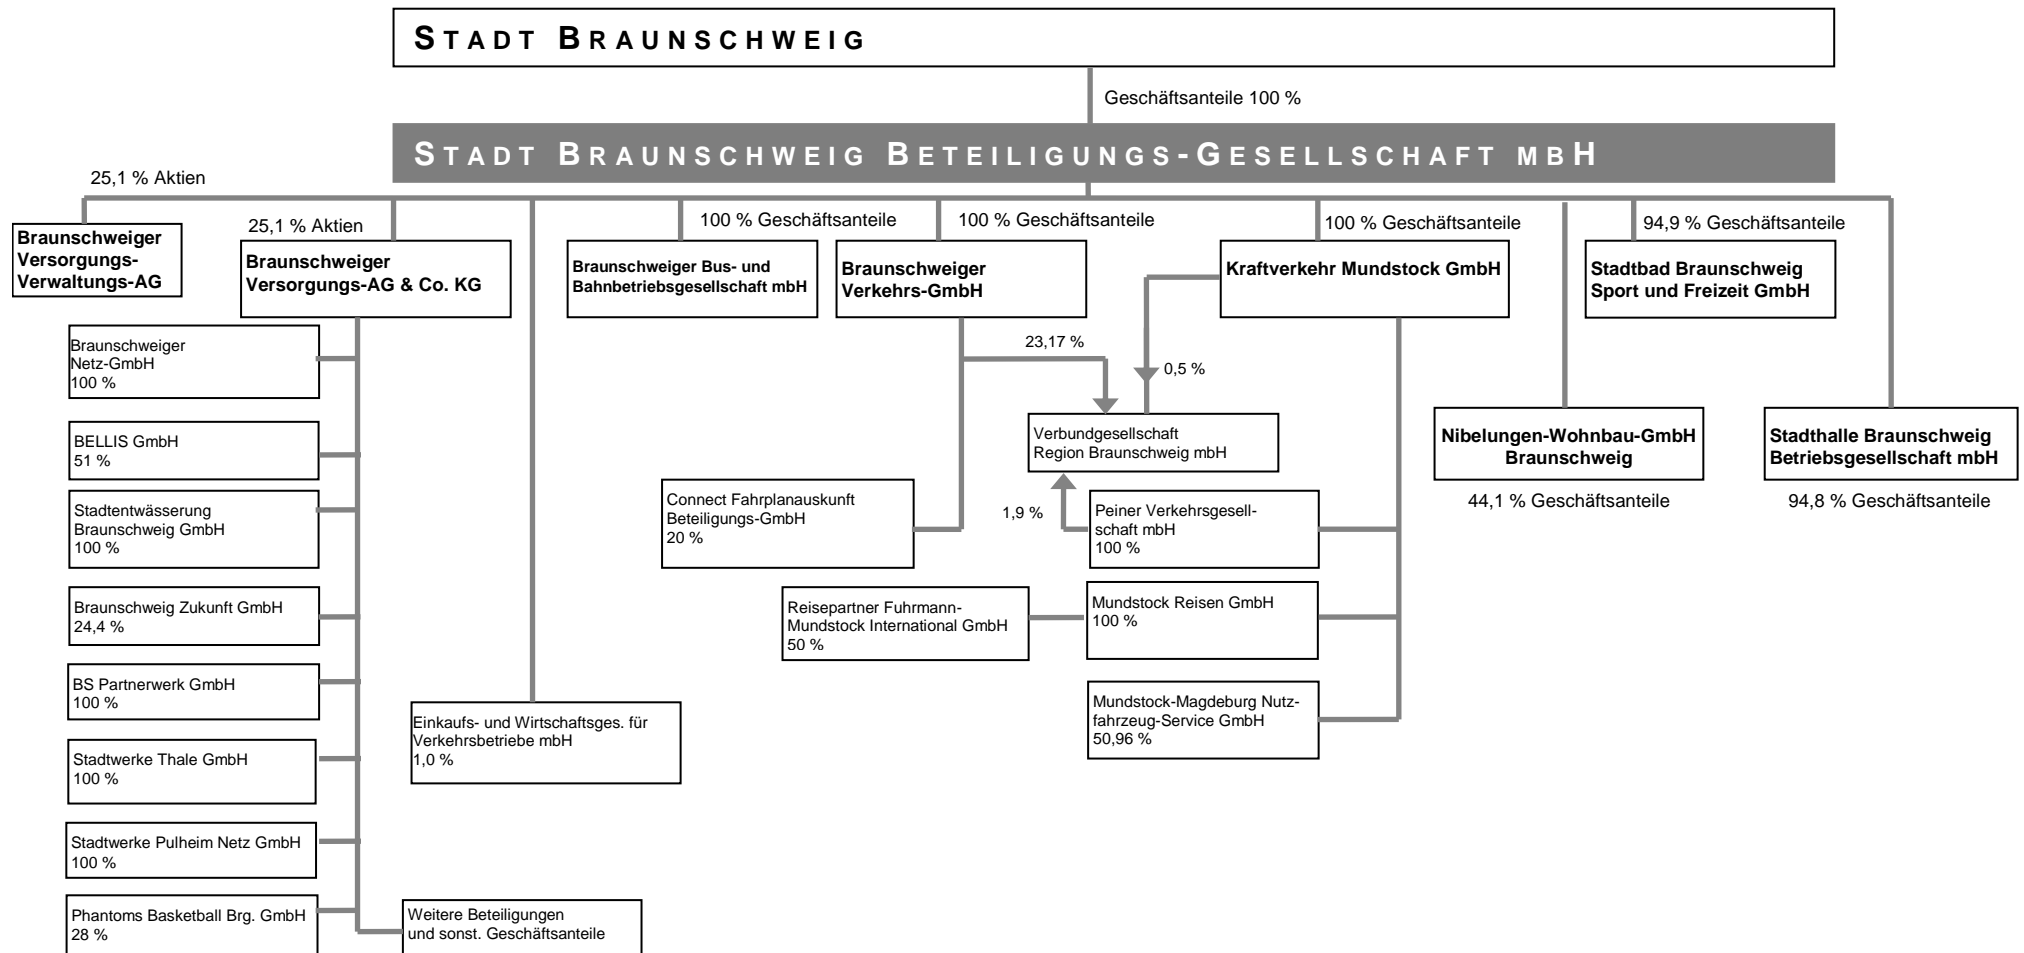 STADT BRAUNSCHWEIG
Geschäftsanteile 100 %
STADT BRAUNSCHWEIG BETEILIGUNGS-GESELLSCHAFT MBH
25,1 % Aktien
Braunschweiger
Versorgungs-
Verwaltungs-AG
25,1 % Aktien
Braunschweiger
Versorgungs-AG & Co. KG
100 % Geschäftsanteile
Braunschweiger Bus- und
Bahnbetriebsgesellschaft mbH
100 % Geschäftsanteile
Braunschweiger
Verkehrs-GmbH
100 % Geschäftsanteile
Kraftverkehr Mundstock GmbH
94,9 % Geschäftsanteile
Stadtbad Braunschweig
Sport und Freizeit GmbH
Braunschweiger
Netz-GmbH
100 %
BELLIS GmbH
51 %
Stadtentwässerung
Braunschweig GmbH
100 %
Braunschweig Zukunft GmbH
24,4 %
BS Partnerwerk GmbH
100 %
Stadtwerke Thale GmbH
100 %
Stadtwerke Pulheim Netz GmbH
100 %
Phantoms Basketball Brg. GmbH
28 %
Weitere Beteiligungen
und sonst. Geschäftsanteile
Einkaufs- und Wirtschaftsges. für
Verkehrsbetriebe mbH
1,0 %
23,17 %
0,5 %
Verbundgesellschaft
Region Braunschweig mbH
Connect Fahrplanauskunft
Beteiligungs-GmbH
20 %
1,9 %
Peiner Verkehrsgesell-
schaft mbH
100 %
Reisepartner Fuhrmann-
Mundstock International GmbH
50 %
Mundstock Reisen GmbH
100 %
Mundstock-Magdeburg Nutz-
fahrzeug-Service GmbH
50,96 %
Nibelungen-Wohnbau-GmbH
Braunschweig
44,1 % Geschäftsanteile
Stadthalle Braunschweig
Betriebsgesellschaft mbH
94,8 % Geschäftsanteile